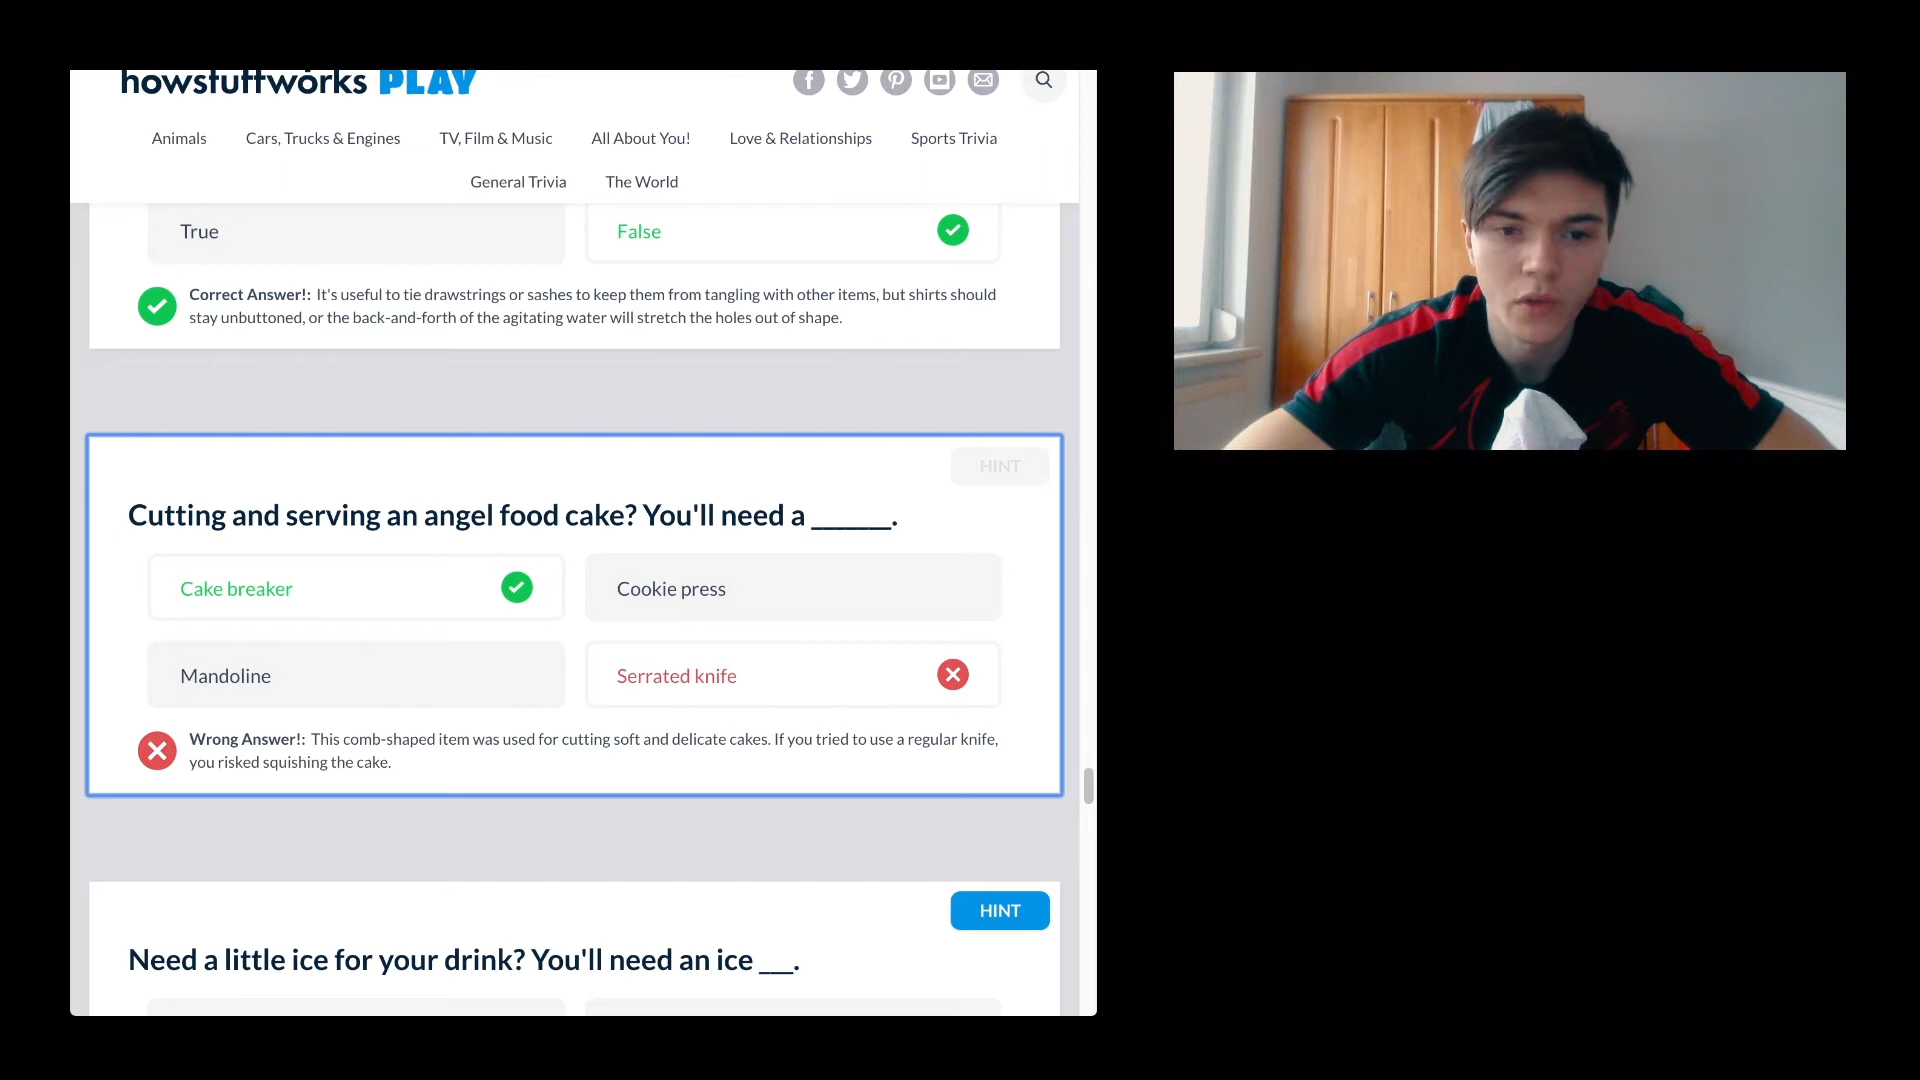 howstuffworks PLAY
Animals Cars, Trucks & Engines TV, Film & Music All About You! Love & Relationships Sports Trivia
General Trivia The World
True False
Correct Answer!: It's useful to tie drawstrings or sashes to keep them from tangling with other items, but shirts should
stay unbuttoned, or the back-and-forth of the agitating water will stretch the holes out of shape.
HINT
Cutting and serving an angel food cake? You'll need a _______.
Cake breaker Cookie press
Mandoline Serrated knife
Wrong Answer!: This comb-shaped item was used for cutting soft and delicate cakes. If you tried to use a regular knife,
you risked squishing the cake.
HINT
Need a little ice for your drink? You'll need an ice ___.